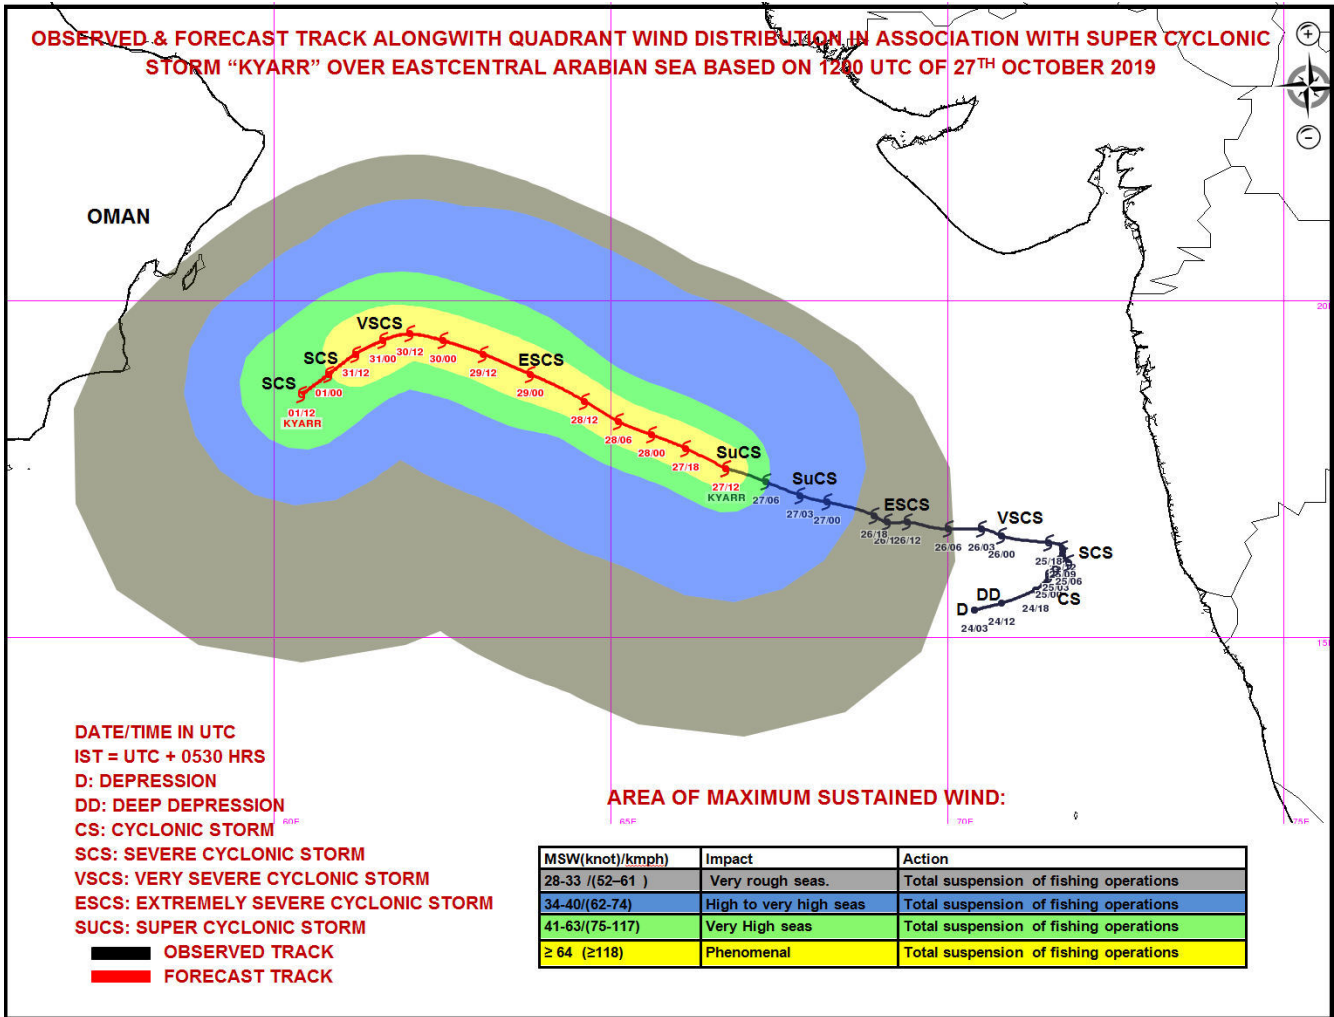 OBSERVED & FORECAST TRACK ALONGWITH QUADRANT WIND DISTRIBUTION IN ASSOCIATION WITH SUPER CYCLONIC
STORM “KYARR” OVER EASTCENTRAL ARABIAN SEA BASED ON 1200 UTC OF 27TH OCTOBER 2019
+
-
OMAN
20
VSCS
30/12
31/00
30/00
SCS
31/12
29/12
ESCS
SCS
01/00
29/00
01/12
KYARR
28/12
28/06
28/00
27/18
SuCS
27/12
KYARR
27/06
SuCS
27/03
27/00
ESCS
26/18
26/12
26/06
VSCS
26/03
26/00
25/18
SCS
25/09
25/06
25/03
25/00
CS
DD
24/18
D
24/12
24/03
15
DATE/TIME IN UTC
IST = UTC + 0530 HRS
D: DEPRESSION
DD: DEEP DEPRESSION
CS: CYCLONIC STORM
SCS: SEVERE CYCLONIC STORM
VSCS: VERY SEVERE CYCLONIC STORM
ESCS: EXTREMELY SEVERE CYCLONIC STORM
SUCS: SUPER CYCLONIC STORM
OBSERVED TRACK
FORECAST TRACK
60E
65E
70E
75E
AREA OF MAXIMUM SUSTAINED WIND:
MSW(knot)/kmph) Impact Action
28-33 /(52–61 ) Very rough seas. Total suspension of fishing operations
34-40/(62-74) High to very high seas Total suspension of fishing operations
41-63/(75-117) Very High seas Total suspension of fishing operations
≥ 64 (≥118) Phenomenal Total suspension of fishing operations